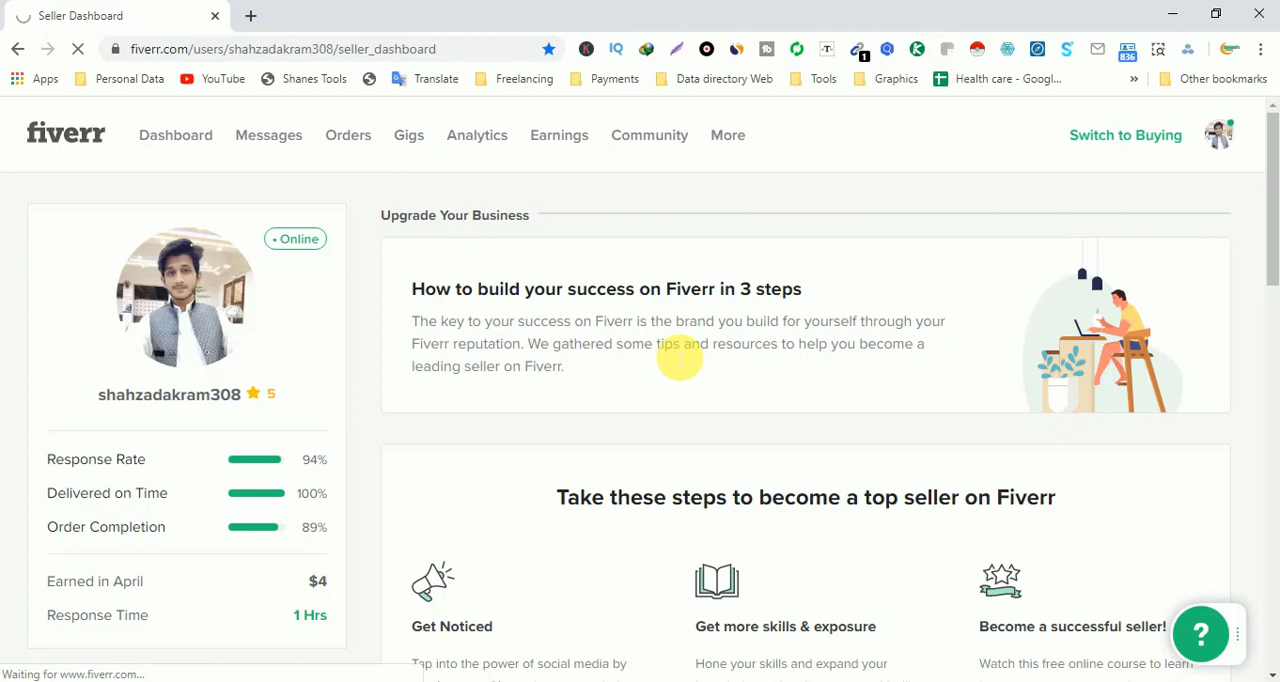 Seller Dashboard
fiverr.com/users/shahzadakram308/seller_dashboard
IQ
tb
1
836
Apps
Personal Data
YouTube
Shanes Tools
Translate
Freelancing
Payments
Data directory Web
Tools
Graphics
Health care - Googl...
»
Other bookmarks
fiverr
Dashboard
Messages
Orders
Gigs
Analytics
Earnings
Community
More
Switch to Buying
• Online
shahzadakram308 ★ 5
Response Rate 94%
Delivered on Time 100%
Order Completion 89%
Earned in April $4
Response Time 1 Hrs
Upgrade Your Business
How to build your success on Fiverr in 3 steps
The key to your success on Fiverr is the brand you build for yourself through your
Fiverr reputation. We gathered some tips and resources to help you become a
leading seller on Fiverr.
Take these steps to become a top seller on Fiverr
Get Noticed
Tap into the power of social media by
Get more skills & exposure
Hone your skills and expand your
Become a successful seller!
Watch this free online course to learn
?
Waiting for www.fiverr.com...